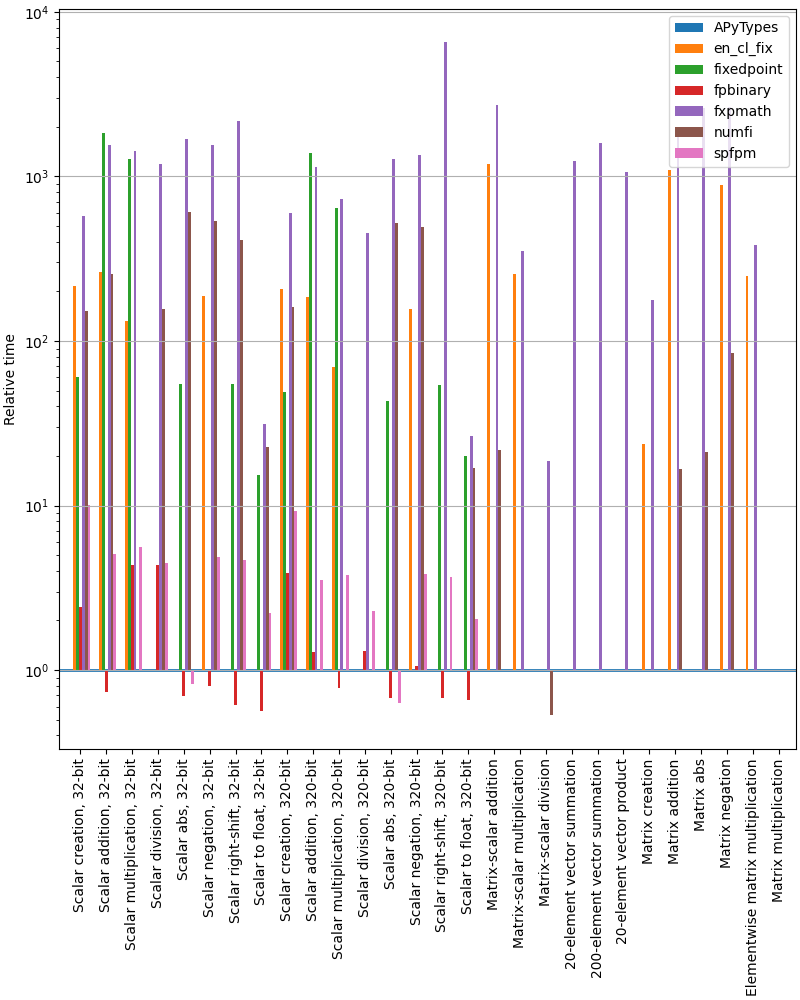 10⁴
10³
10²
10¹
10⁰
Relative time
APyTypes
en_cl_fix
fixedpoint
fpbinary
fxpmath
numfi
spfpm
Scalar creation, 32-bit
Scalar addition, 32-bit
Scalar multiplication, 32-bit
Scalar division, 32-bit
Scalar abs, 32-bit
Scalar negation, 32-bit
Scalar right-shift, 32-bit
Scalar to float, 32-bit
Scalar creation, 320-bit
Scalar addition, 320-bit
Scalar multiplication, 320-bit
Scalar division, 320-bit
Scalar abs, 320-bit
Scalar negation, 320-bit
Scalar right-shift, 320-bit
Scalar to float, 320-bit
Matrix-scalar addition
Matrix-scalar multiplication
Matrix-scalar division
20-element vector summation
200-element vector summation
20-element vector product
Matrix creation
Matrix addition
Matrix abs
Matrix negation
Elementwise matrix multiplication
Matrix multiplication